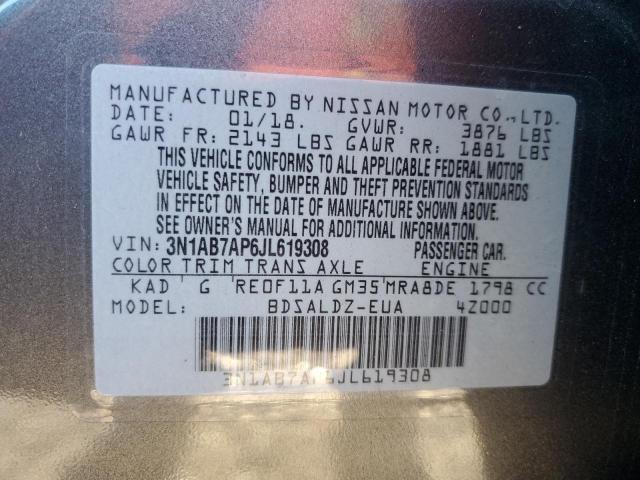 MANUFACTURED BY NISSAN MOTOR CO., LTD.
DATE: 01/18. GVWR: 3876 LBS
GAWR FR: 2143 LBS GAWR RR: 1881 LBS
THIS VEHICLE CONFORMS TO ALL APPLICABLE FEDERAL MOTOR
VEHICLE SAFETY, BUMPER AND THEFT PREVENTION STANDARDS
IN EFFECT ON THE DATE OF MANUFACTURE SHOWN ABOVE.
SEE OWNER'S MANUAL FOR ADDITIONAL INFORMATION.
VIN: 3N1AB7AP6JL619308 PASSENGER CAR.
COLOR TRIM TRANS AXLE ENGINE
KAD G RE0F11A GM35 MRA8DE 1798 CC
BDSALDZ-EUA 4Z000
3N1AB7AP6JL619308